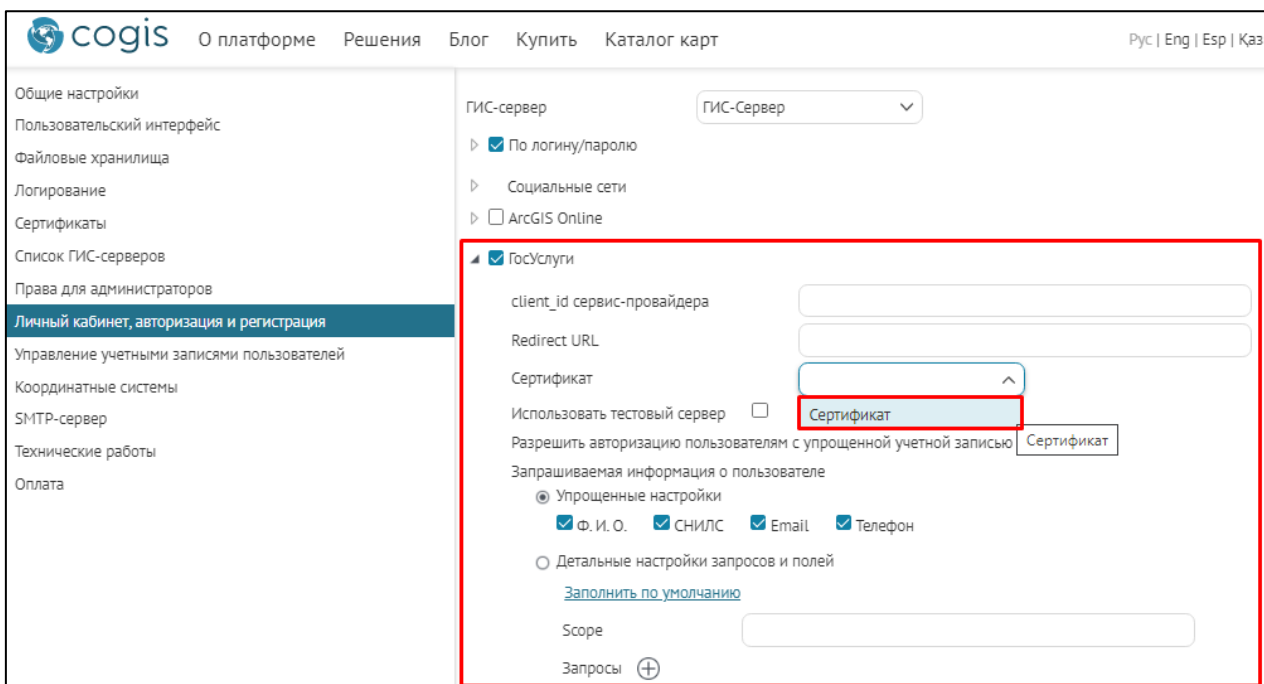 cogis О платформе Решения Блог Купить Каталог карт Рус | Eng | Esp | Қаз
Общие настройки
Пользовательский интерфейс
Файловые хранилища
Логирование
Сертификаты
Список ГИС-серверов
Права для администраторов
Личный кабинет, авторизация и регистрация
Управление учетными записями пользователей
Координатные системы
SMTP-сервер
Технические работы
Оплата
ГИС-сервер ГИС-Сервер
По логину/паролю
Социальные сети
ArcGIS Online
ГосУслуги
client_id сервис-провайдера
Redirect URL
Сертификат
Использовать тестовый сервер Сертификат
Разрешить авторизацию пользователям с упрощенной учетной записью Сертификат
Запрашиваемая информация о пользователе
Упрощенные настройки
Ф. И. О. СНИЛС Email Телефон
Детальные настройки запросов и полей
Заполнить по умолчанию
Scope
Запросы